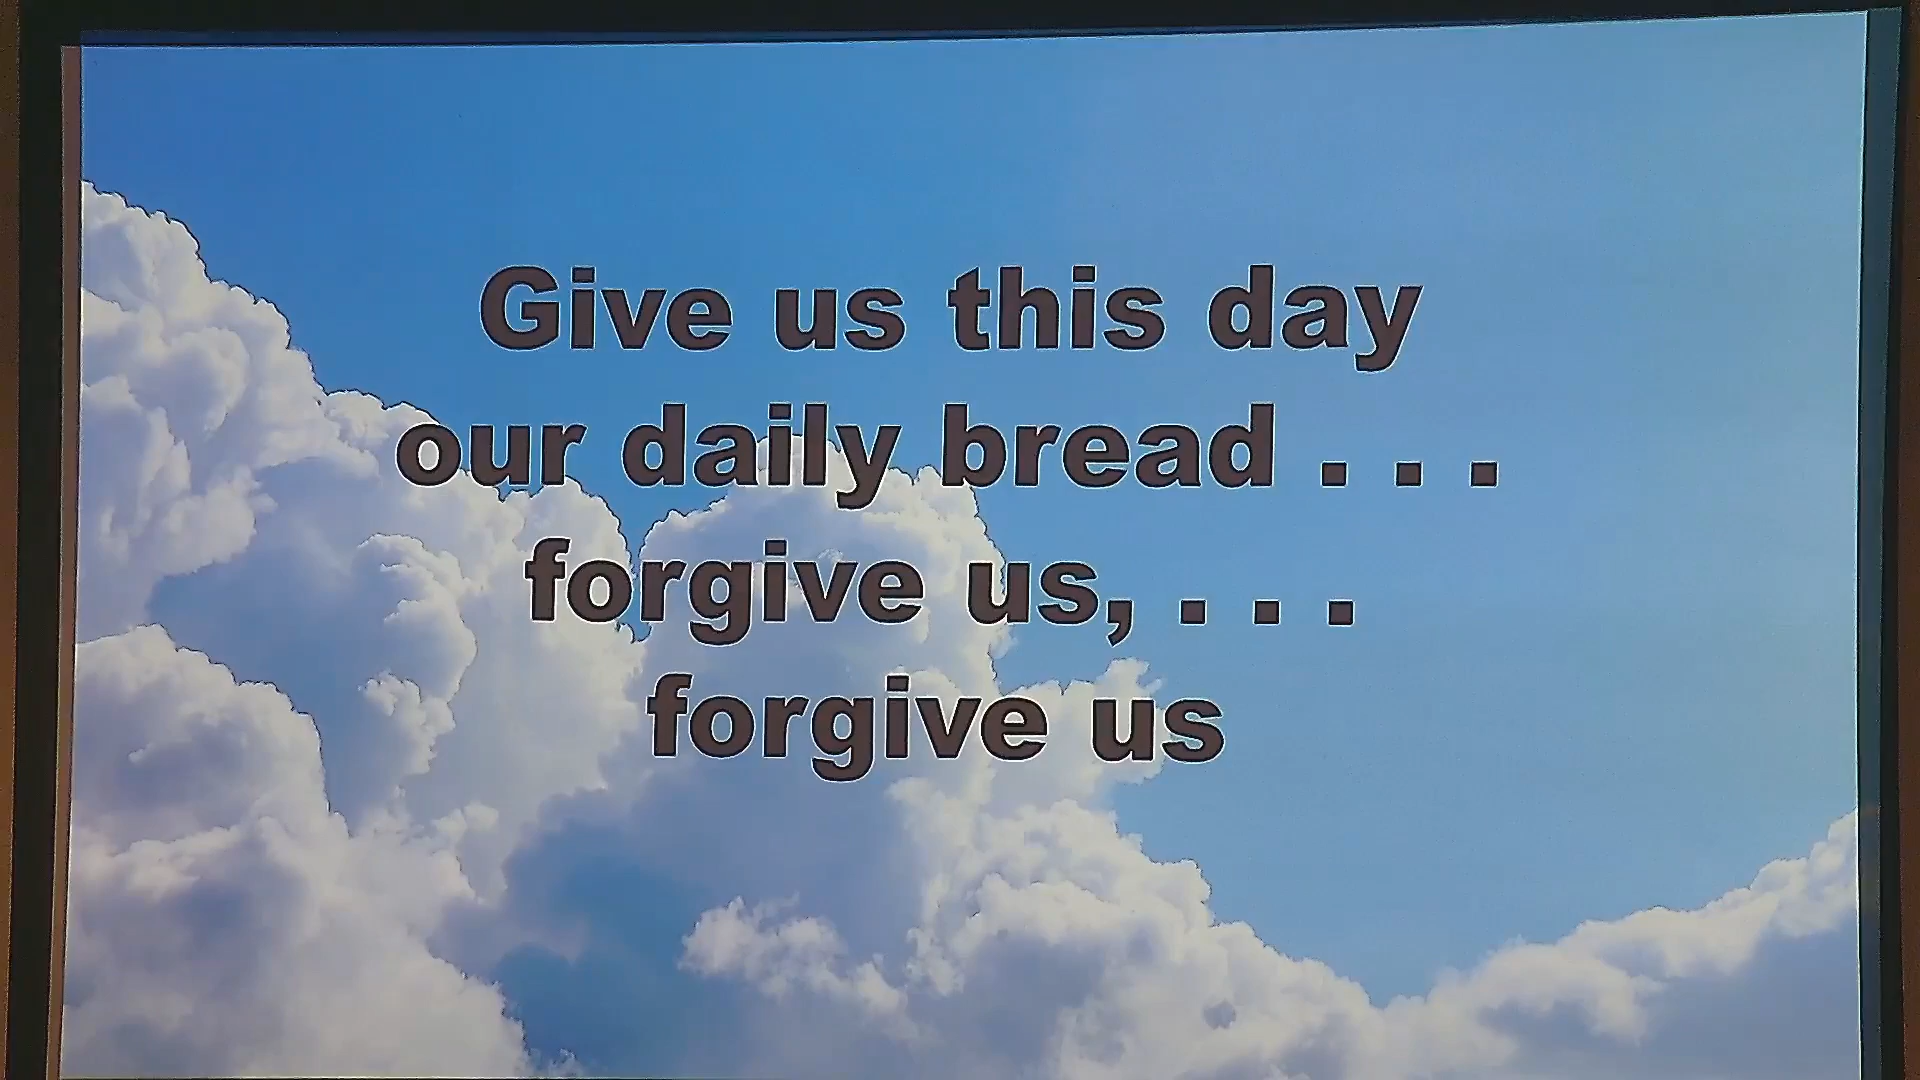 Give us this day
our daily bread . . .
forgive us, . . .
forgive us